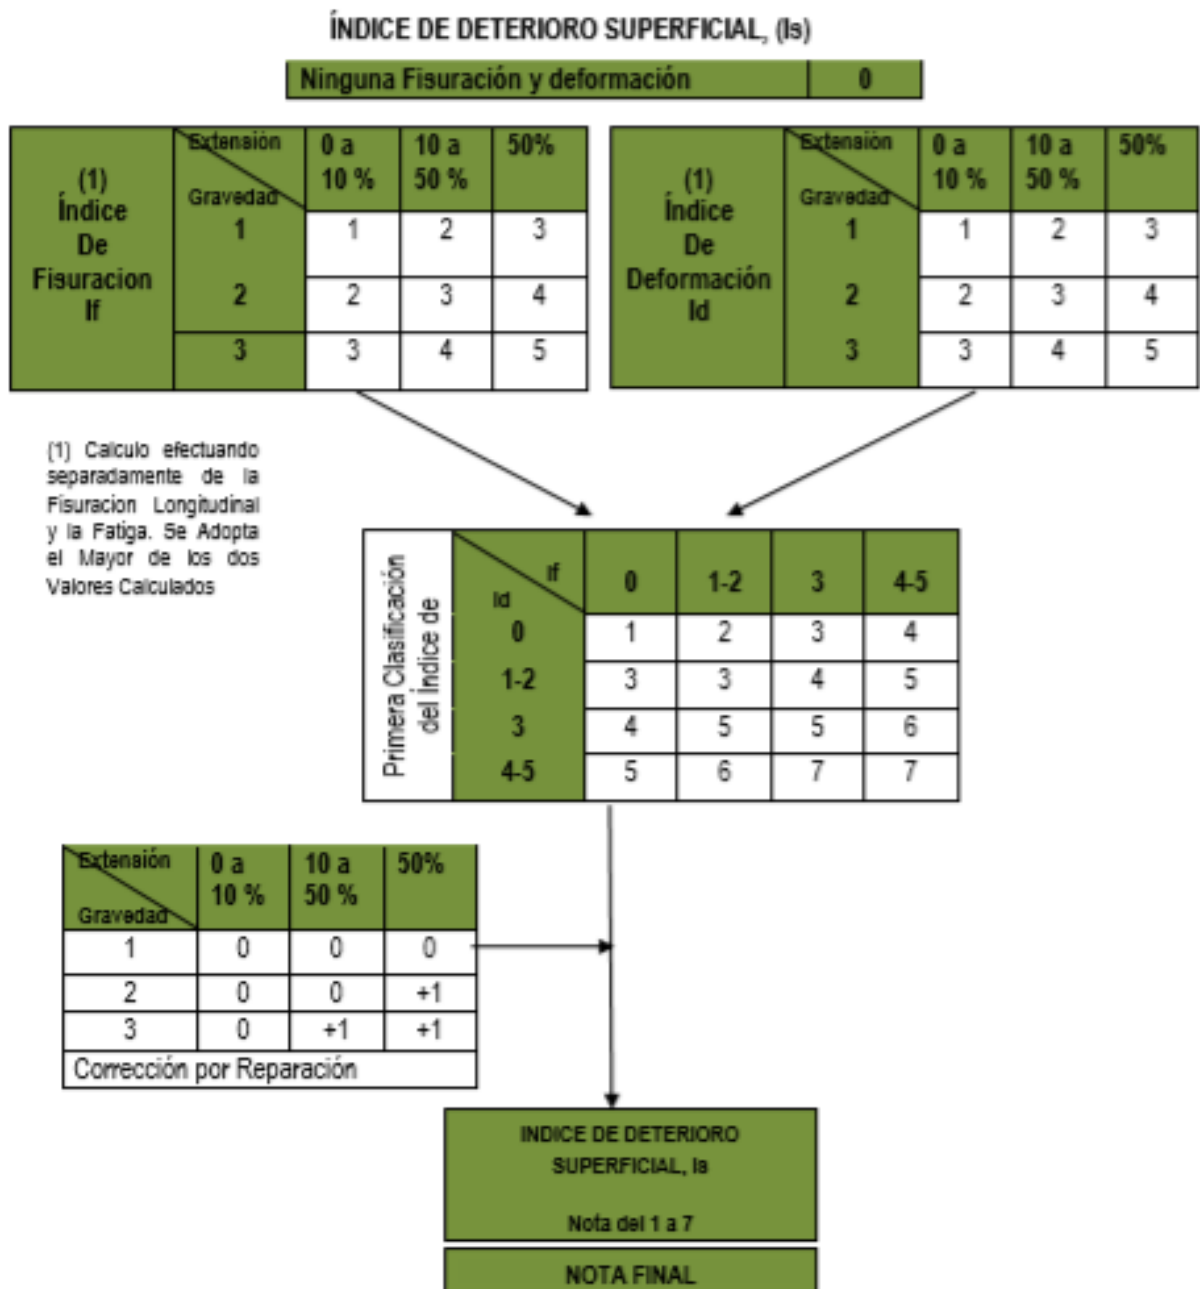 ÍNDICE DE DETERIORO SUPERFICIAL, (Is)
Ninguna Fisuración y deformación 0
(1)
Índice
De
Fisuracion
If
Extensión
Gravedad
0 a
10 %
10 a
50 %
50%
1 1 2 3
2 2 3 4
3 3 4 5
(1)
Índice
De
Deformación
Id
Extensión
Gravedad
0 a
10 %
10 a
50 %
50%
1 1 2 3
2 2 3 4
3 3 4 5
(1) Calculo efectuando
separadamente de la
Fisuracion Longitudinal
y la Fatiga. Se Adopta
el Mayor de los dos
Valores Calculados
Primera Clasificación
del Índice de
If
Id
0 1-2 3 4-5
0 1 2 3 4
1-2 3 3 4 5
3 4 5 5 6
4-5 5 6 7 7
Extensión
Gravedad
0 a
10 %
10 a
50 %
50%
1 0 0 0
2 0 0 +1
3 0 +1 +1
Corrección por Reparación
INDICE DE DETERIORO
SUPERFICIAL, Is
Nota del 1 a 7
NOTA FINAL